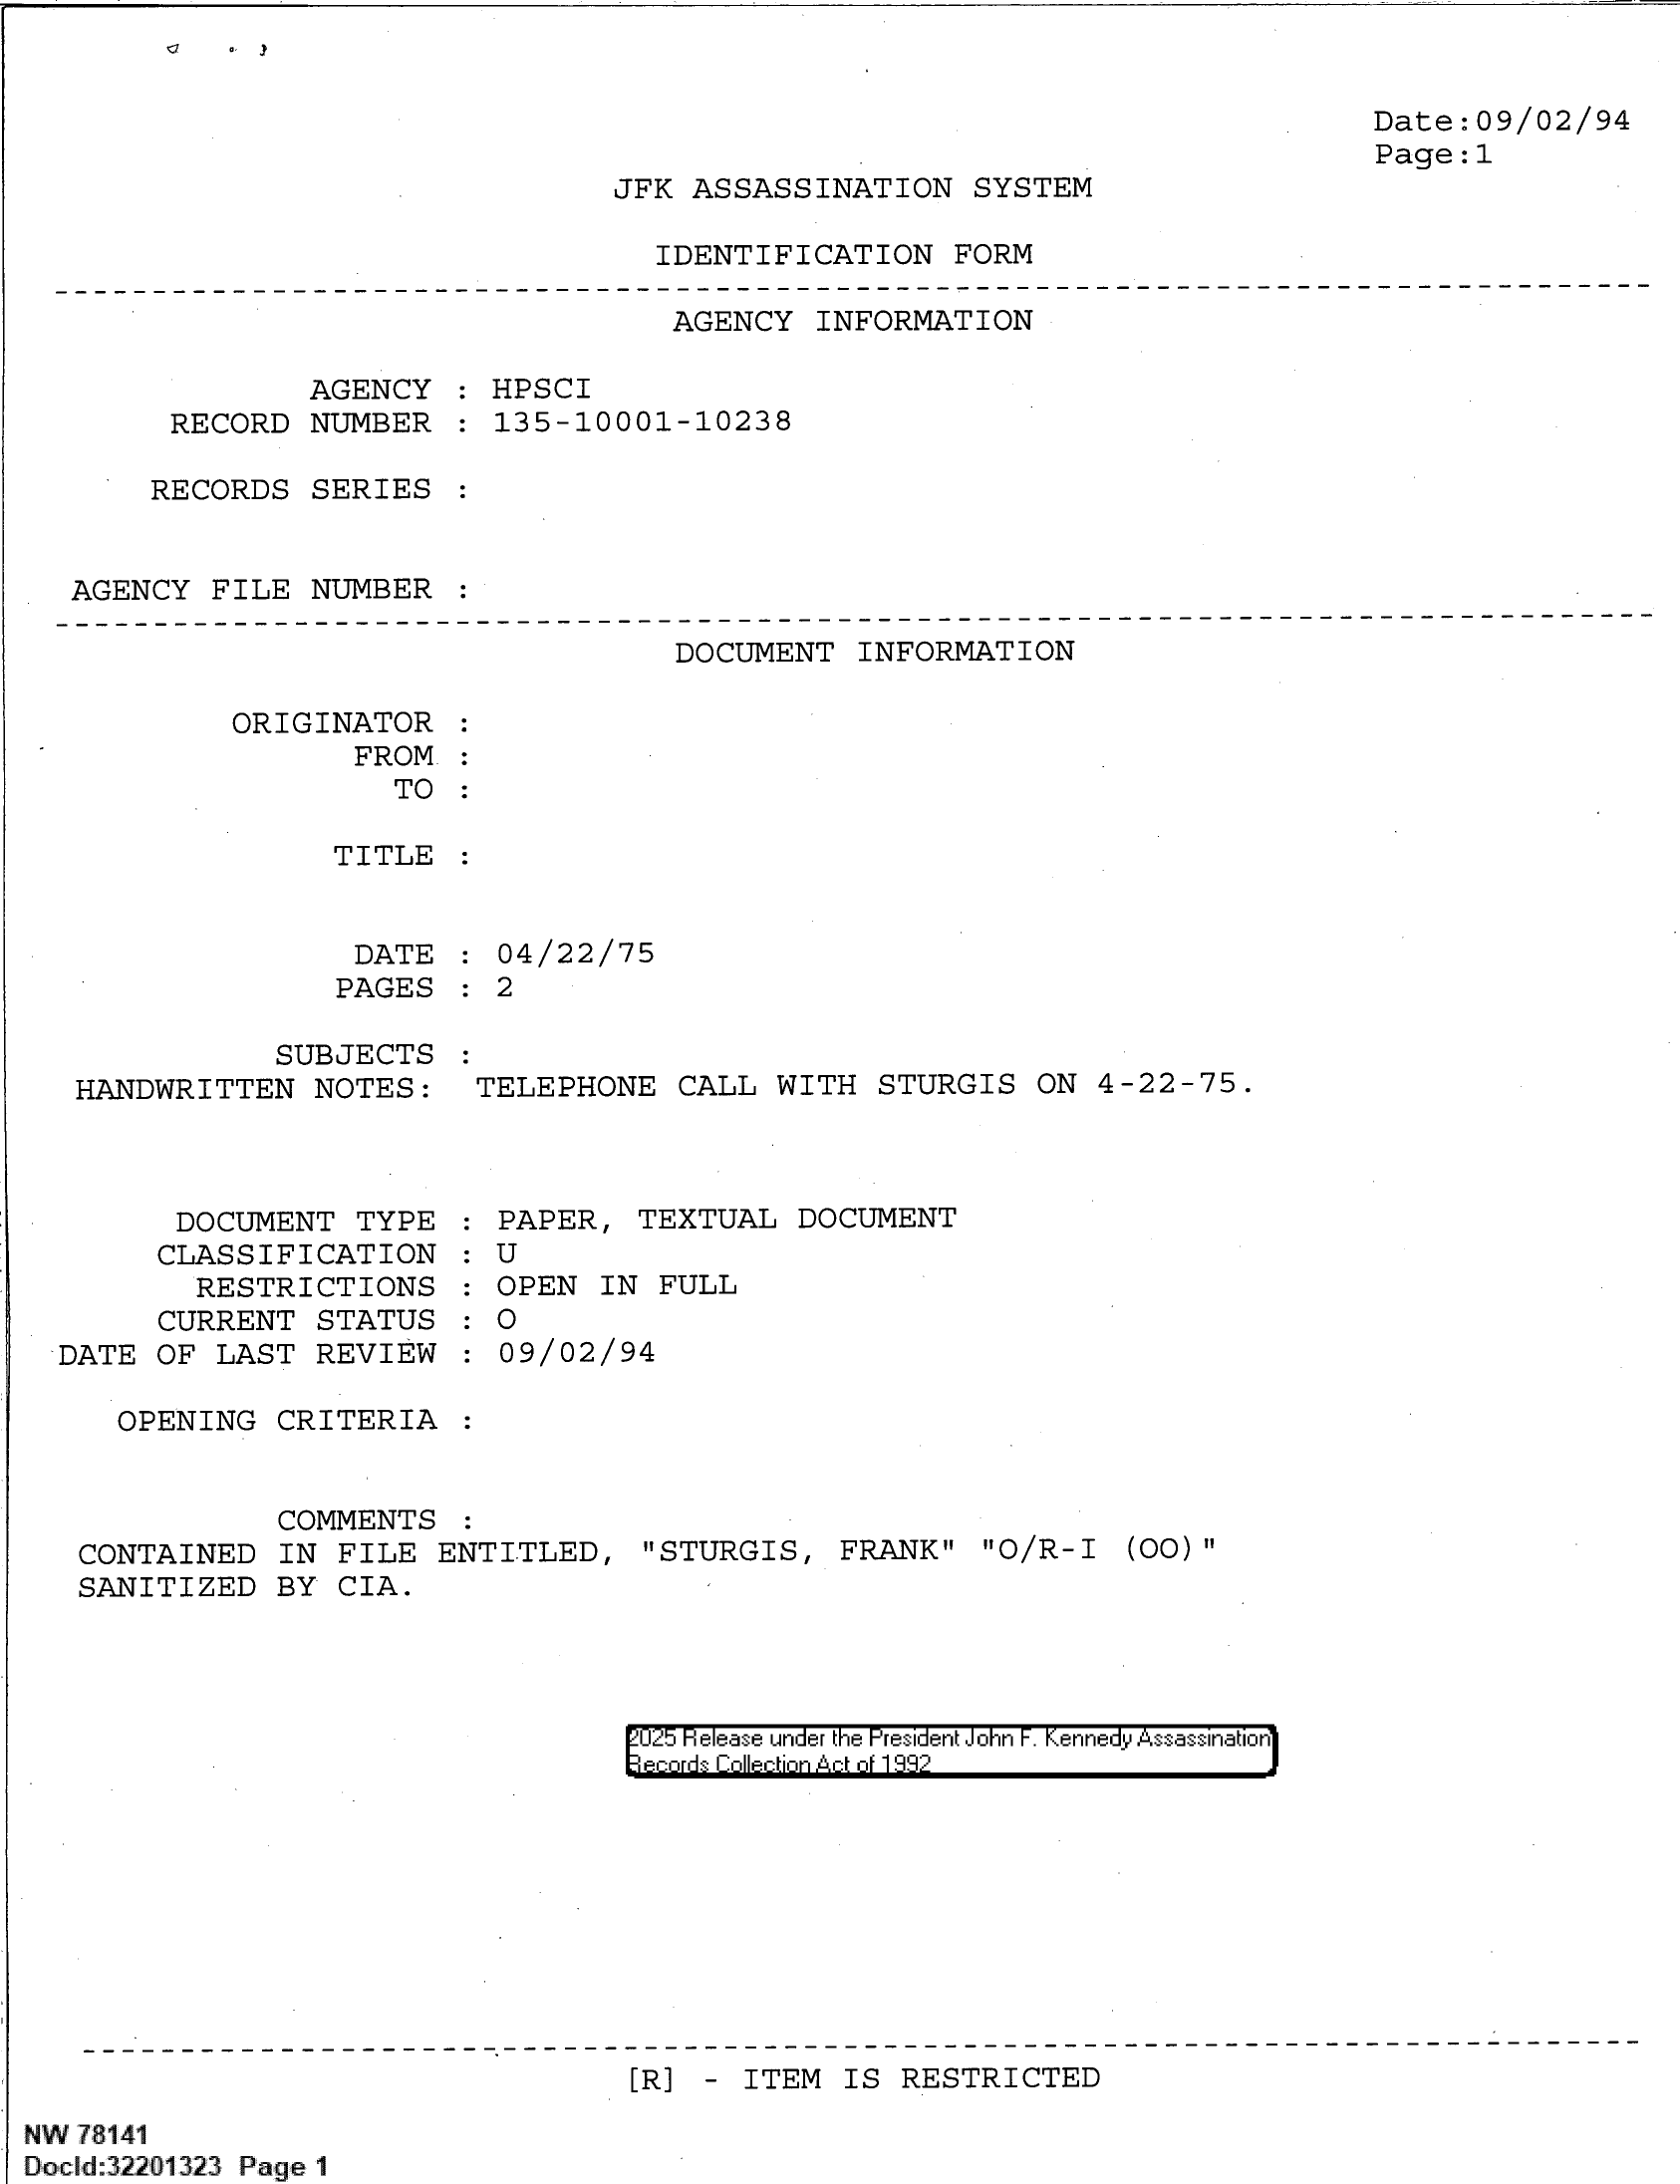 Date:09/02/94
Page:1
JFK ASSASSINATION SYSTEM
IDENTIFICATION FORM
AGENCY INFORMATION
AGENCY : HPSCI
RECORD NUMBER : 135-10001-10238
RECORDS SERIES :
AGENCY FILE NUMBER :
DOCUMENT INFORMATION
ORIGINATOR :
FROM :
TO :
TITLE :
DATE : 04/22/75
PAGES : 2
SUBJECTS :
HANDWRITTEN NOTES: TELEPHONE CALL WITH STURGIS ON 4-22-75.
DOCUMENT TYPE : PAPER, TEXTUAL DOCUMENT
CLASSIFICATION : U
RESTRICTIONS : OPEN IN FULL
CURRENT STATUS : O
DATE OF LAST REVIEW : 09/02/94
OPENING CRITERIA :
COMMENTS :
CONTAINED IN FILE ENTITLED, "STURGIS, FRANK" "O/R-I (OO)"
SANITIZED BY CIA.
2025 Release under the President John F. Kennedy Assassination
Records Collection Act of 1992
[R] - ITEM IS RESTRICTED
NW 78141
DocId:32201323 Page 1